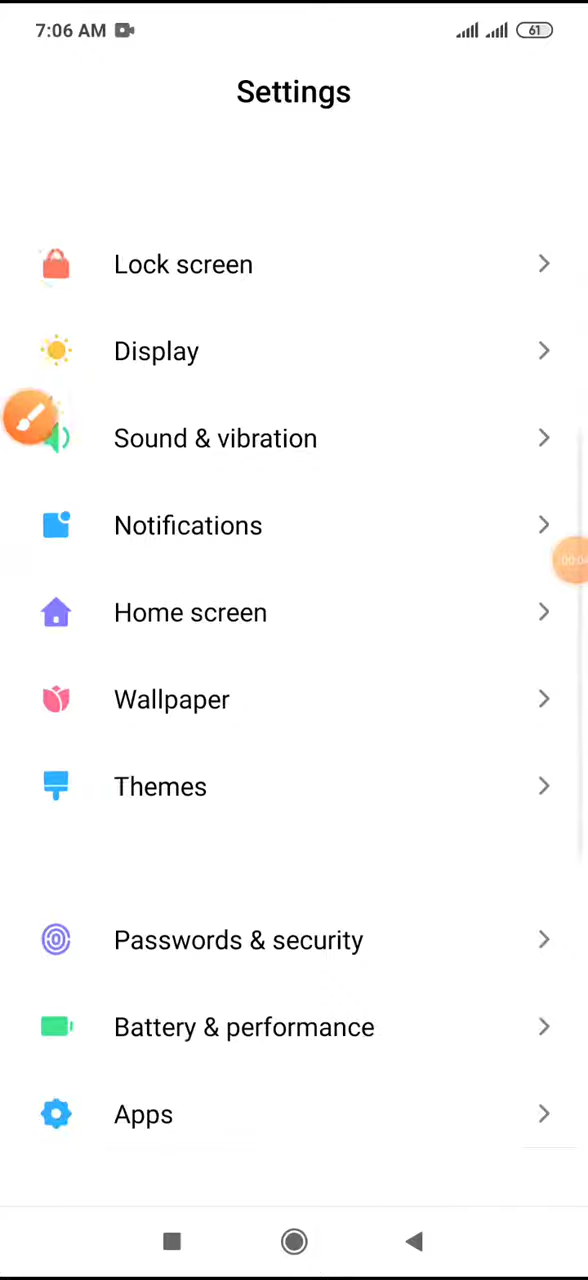 7:06 AM
61
Settings
Lock screen
Display
Sound & vibration
Notifications
Home screen
Wallpaper
Themes
Passwords & security
Battery & performance
Apps